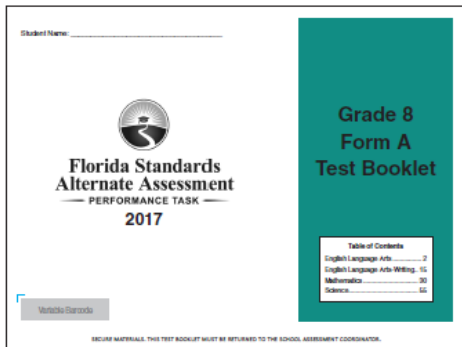 Student Name:
Florida Standards
Alternate Assessment
PERFORMANCE TASK
2017
Variable Barcode
Grade 8
Form A
Test Booklet
Table of Contents
English Language Arts 2
English Language Arts-Writing 15
Mathematics 30
Science 55
SECURE MATERIALS. THIS TEST BOOKLET MUST BE RETURNED TO THE SCHOOL ASSESSMENT COORDINATOR.